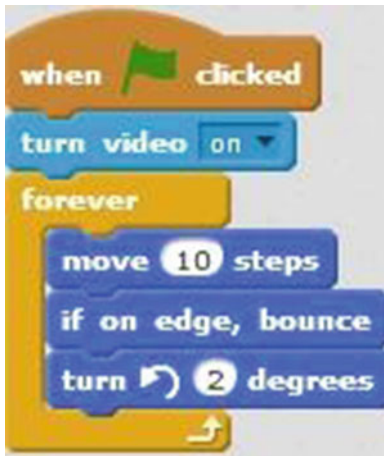 when clicked
turn video on
forever
move 10 steps
if on edge, bounce
turn 2 degrees